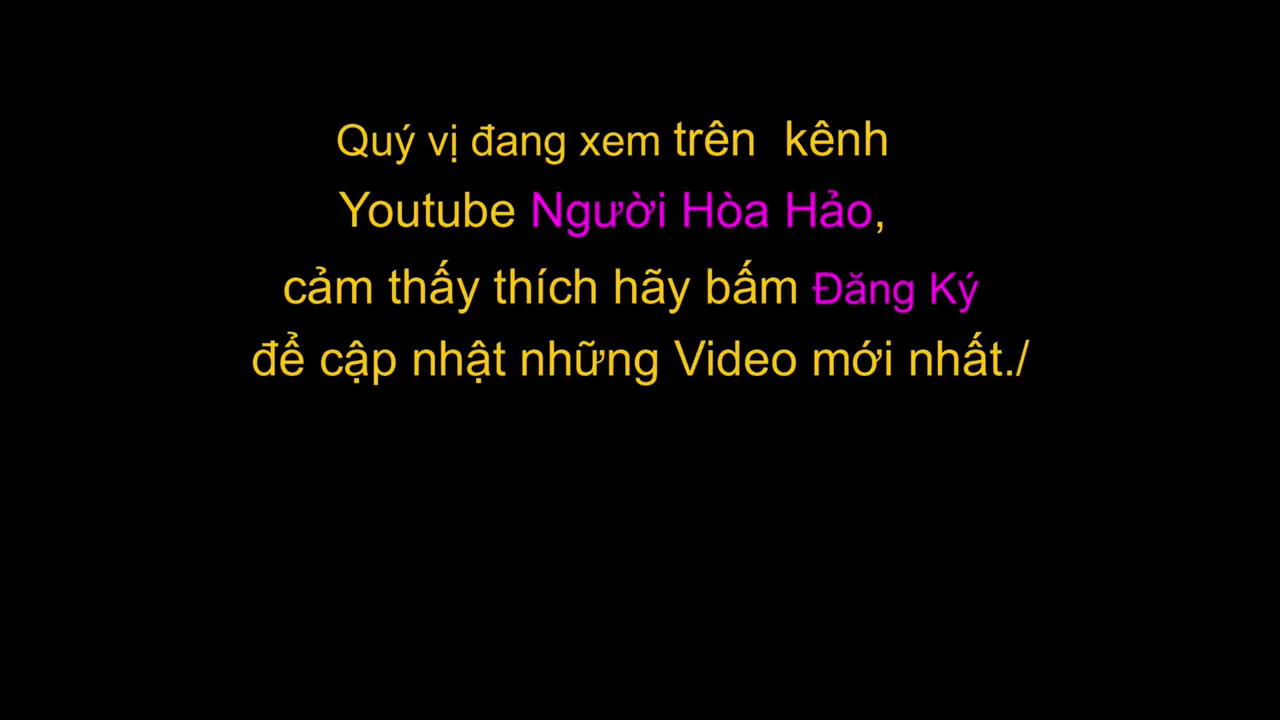 Quý vị đang xem trên kênh
Youtube Người Hòa Hảo,
cảm thấy thích hãy bấm Đăng Ký
để cập nhật những Video mới nhất./